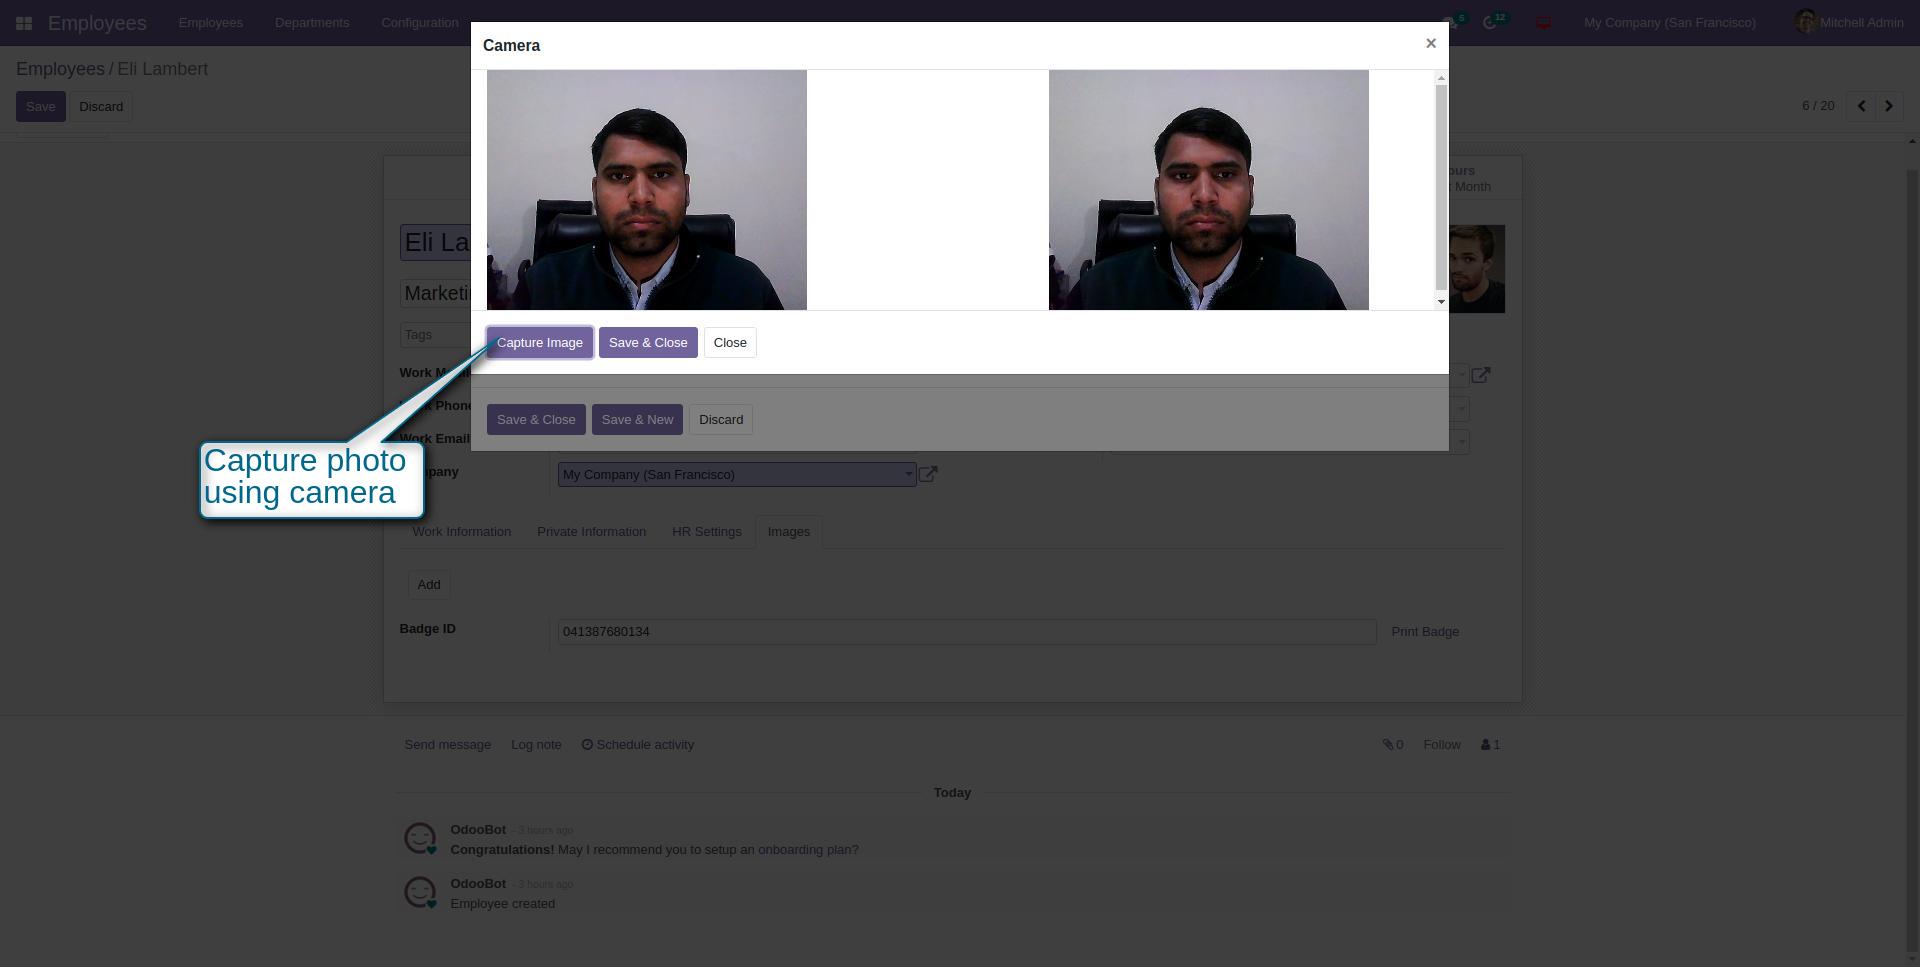 Employees Employees Departments Configuration
5 12 My Company (San Francisco) Mitchell Admin
Camera ×
Employees / Eli Lambert
Save Discard 6 / 20
ours
Month
Eli La
Marketi
Tags
Capture Image Save & Close Close
Work M
Phone
Save & Close Save & New Discard
Work Email
Capture photo
using camera
pany My Company (San Francisco)
Work Information Private Information HR Settings Images
Add
Badge ID 041387680134 Print Badge
Send message Log note Schedule activity 0 Follow 1
Today
OdooBot - 3 hours ago
Congratulations! May I recommend you to setup an onboarding plan?
OdooBot - 3 hours ago
Employee created